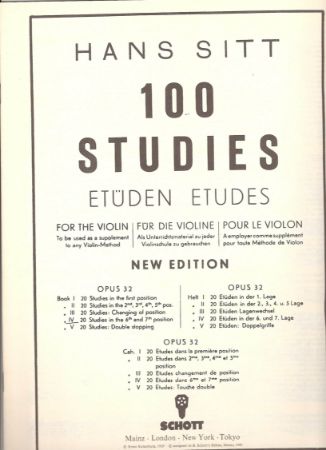 HANS SITT
100
STUDIES
ETÜDEN ETUDES
FOR THE VIOLIN
To be used as a supplement
to any Violin-Method
FÜR DIE VIOLINE
Als Unterrichtsmaterial zu jeder
Violinschule zu gebrauchen
POUR LE VIOLON
A employer comme supplément
pour toute Méthode de Violon
NEW EDITION
OPUS 32
Book I 20 Studies in the first position
" II 20 Studies in the 2nd, 3rd, 4th, 5th pos.
" III 20 Studies: Changing of position
" IV 20 Studies in the 6th and 7th position
" V 20 Studies: Double stopping
OPUS 32
Heft I 20 Etüden in der 1. Lage
" II 20 Etüden in der 2., 3., 4. u. 5 Lage
" III 20 Etüden Lagenwechsel
" IV 20 Etüden in der 6. und 7. Lage
" V 20 Etüden: Doppelgriffe
OPUS 32
Cah. I 20 Etudes dans la première position
" II 20 Etudes dans 2me, 3me, 4me et 5me
position
" III 20 Etudes changement de position
" IV 20 Etudes dans 6me et 7me position
" V 20 Etudes: Touche double
SCHOTT
Mainz · London · New York · Tokyo